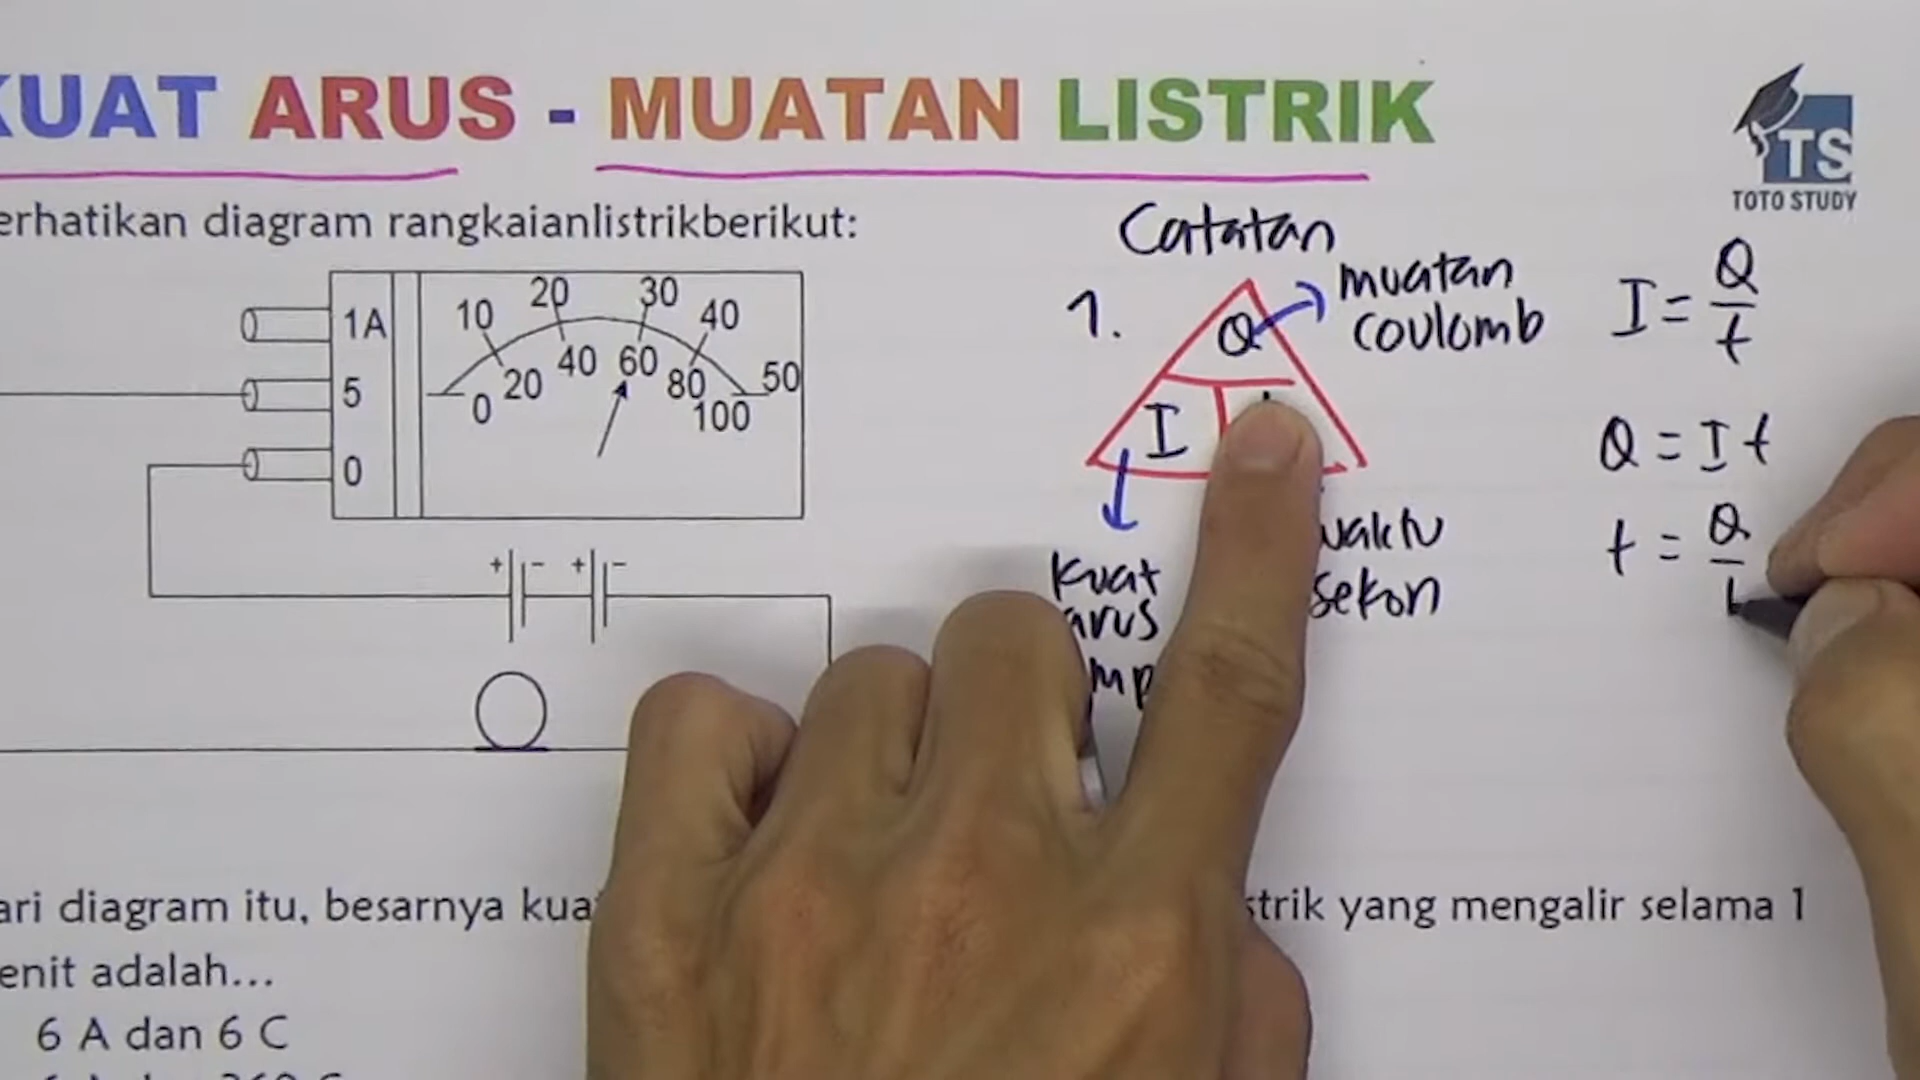 KUAT ARUS - MUATAN LISTRIK
TS
TOTO STUDY
erhatikan diagram rangkaianlistrikberikut:
1A
5
0
10 20 30 40 50
0 20 40 60 80 100
+ - + -
Catatan
1.
Q
I
muatan
coulomb
kuat
arus
waktu
sekon
I = Q/t
Q = I t
t = Q/
ari diagram itu, besarnya kua
strik yang mengalir selama 1
enit adalah...
6 A dan 6 C